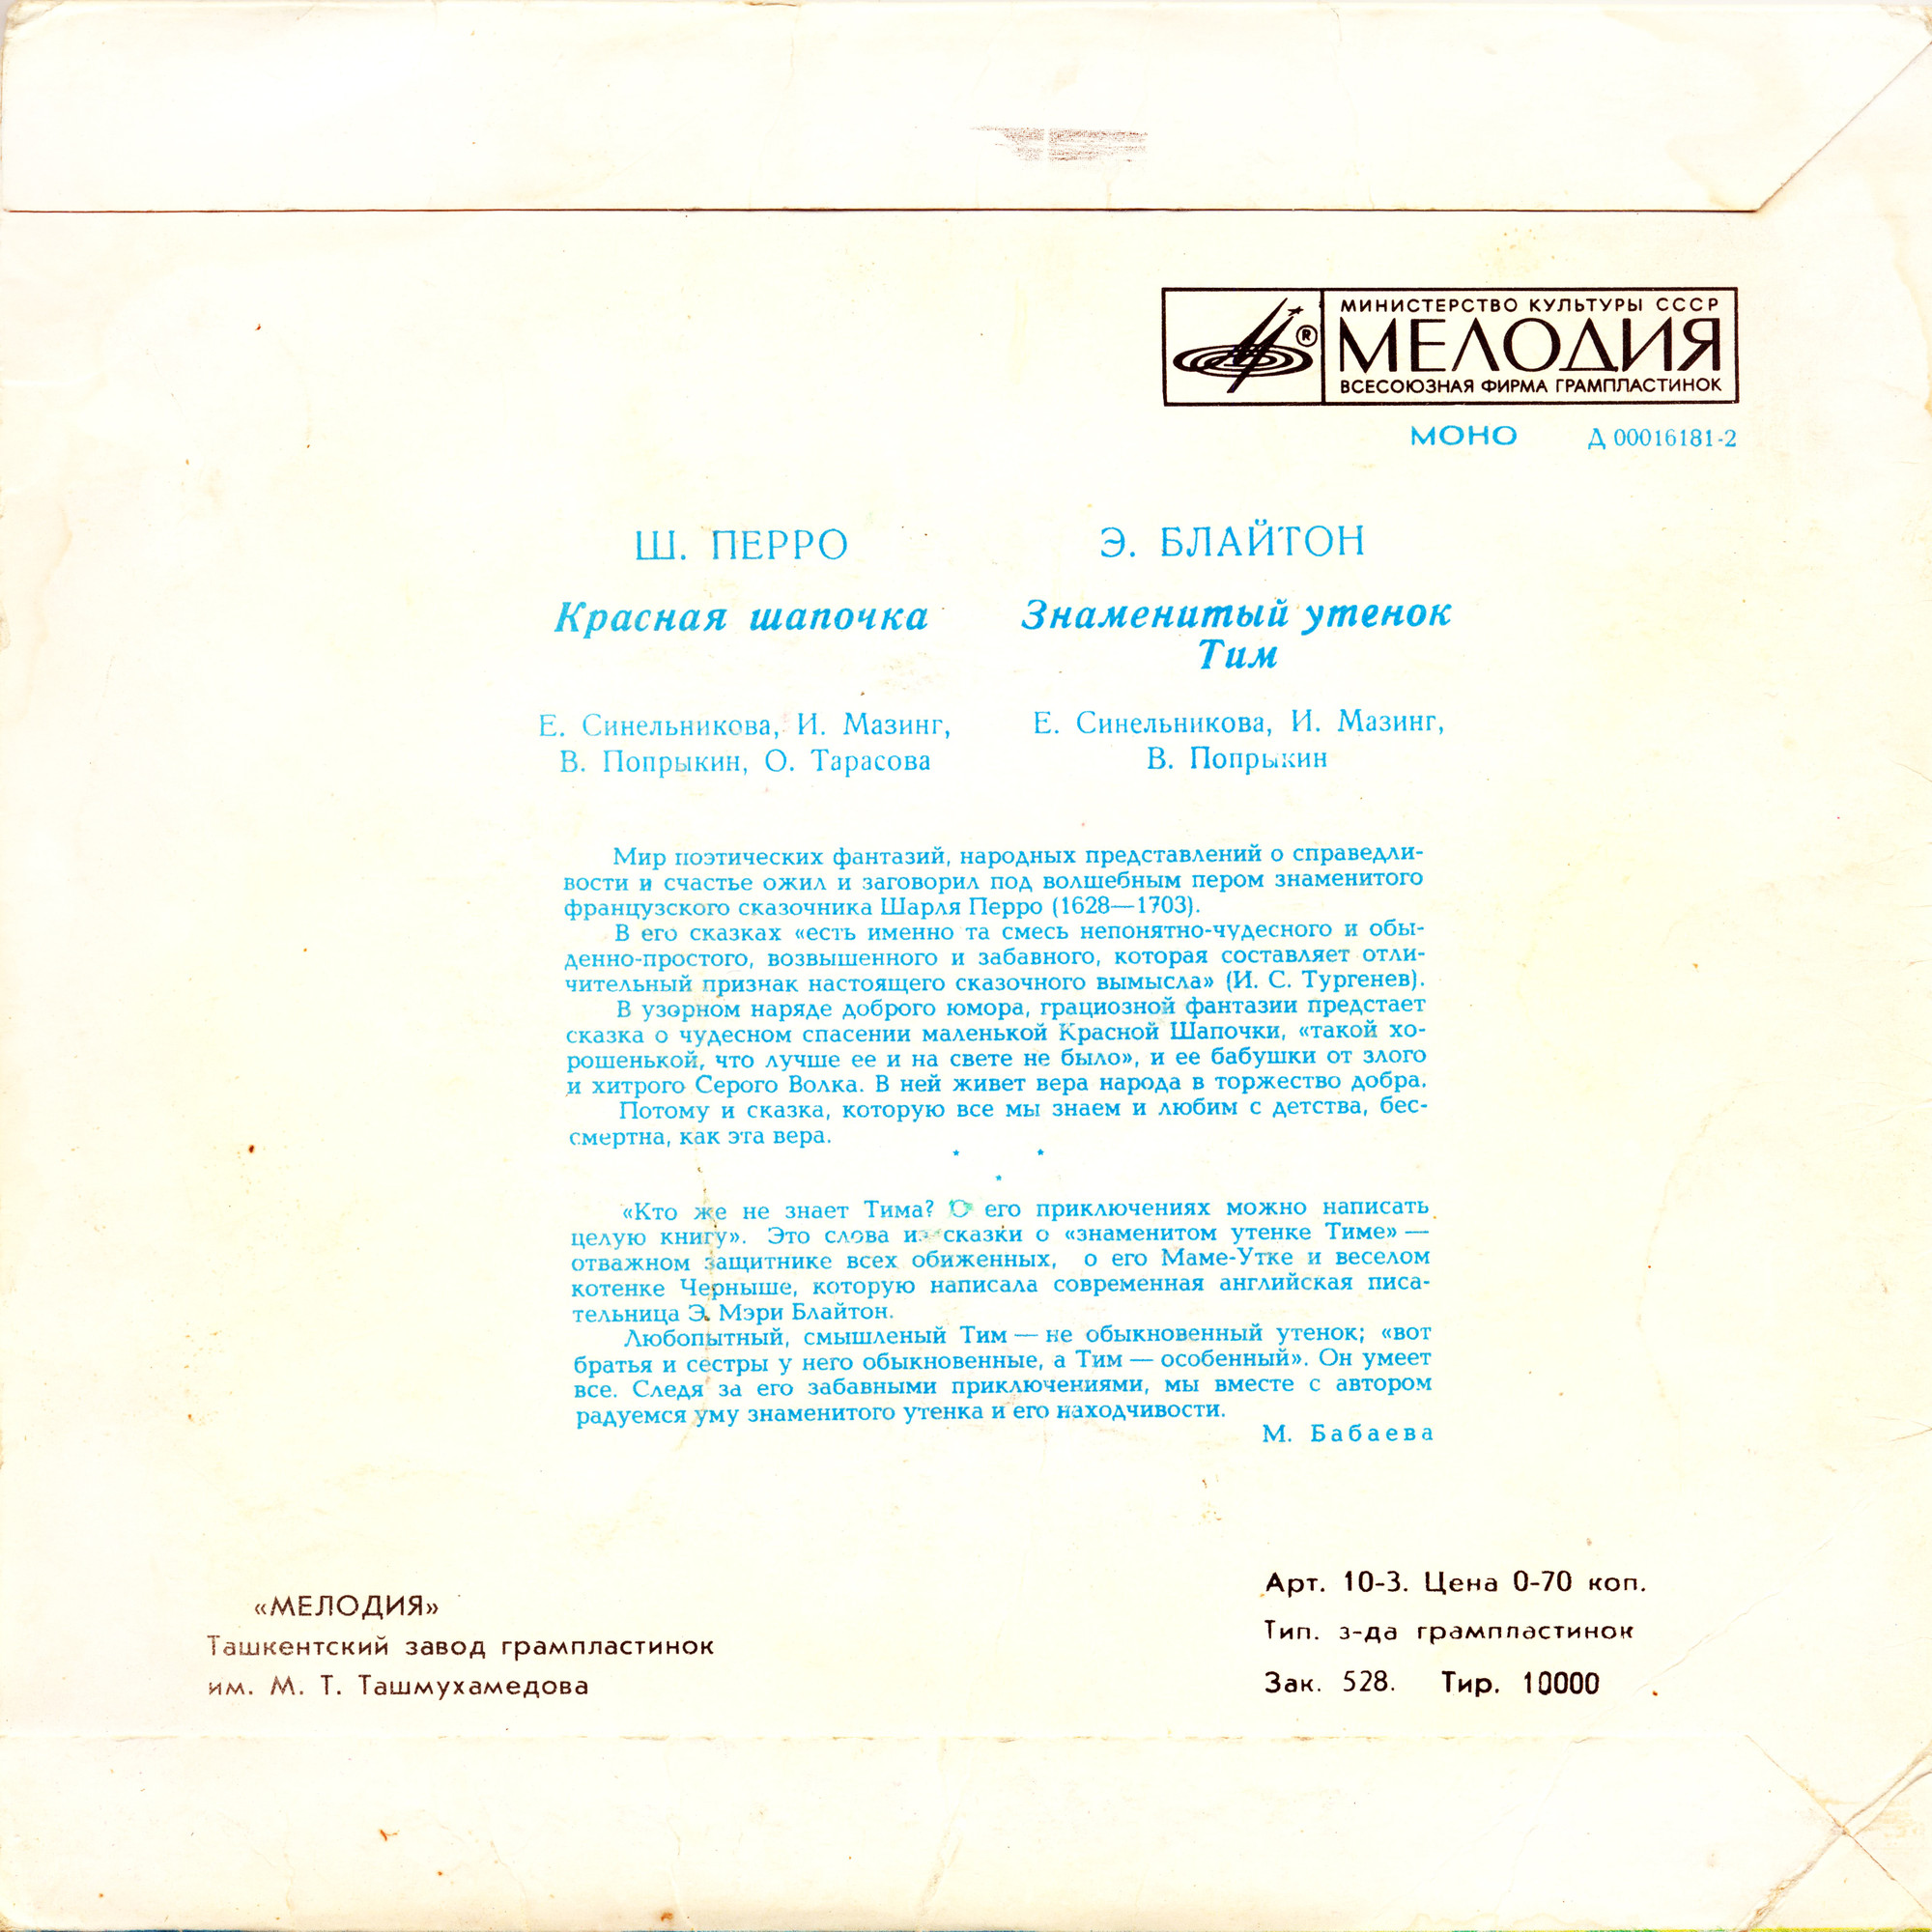 МИНИСТЕРСТВО КУЛЬТУРЫ СССР
МЕЛОДИЯ
ВСЕСОЮЗНАЯ ФИРМА ГРАМПЛАСТИНОК
®
МОНО Д 00016181-2
Ш. ПЕРРО
Красная шапочка
Е. Синельникова, И. Мазинг,
В. Попрыкин, О. Тарасова
Э. БЛАЙТОН
Знаменитый утенок
Тим
Е. Синельникова, И. Мазинг,
В. Попрыкин
Мир поэтических фантазий, народных представлений о справедли-
вости и счастье ожил и заговорил под волшебным пером знаменитого
французского сказочника Шарля Перро (1628—1703).
В его сказках «есть именно та смесь непонятно-чудесного и обы-
денно-простого, возвышенного и забавного, которая составляет отли-
чительный признак настоящего сказочного вымысла» (И. С. Тургенев).
В узорном наряде доброго юмора, грациозной фантазии предстает
сказка о чудесном спасении маленькой Красной Шапочки, «такой хо-
рошенькой, что лучше ее и на свете не было», и ее бабушки от злого
и хитрого Серого Волка. В ней живет вера народа в торжество добра.
Потому и сказка, которую все мы знаем и любим с детства, бес-
смертна, как эта вера.
* *
*
«Кто же не знает Тима? О его приключениях можно написать
целую книгу». Это слова из сказки о «знаменитом утенке Тиме» —
отважном защитнике всех обиженных, о его Маме-Утке и веселом
котенке Черныше, которую написала современная английская писа-
тельница Э. Мэри Блайтон.
Любопытный, смышленый Тим — не обыкновенный утенок; «вот
братья и сестры у него обыкновенные, а Тим — особенный». Он умеет
все. Следя за его забавными приключениями, мы вместе с автором
радуемся уму знаменитого утенка и его находчивости.
М. Бабаева
«МЕЛОДИЯ»
Ташкентский завод грампластинок
им. М. Т. Ташмухамедова
Арт. 10-3. Цена 0-70 коп.
Тип. з-да грампластинок
Зак. 528. Тир. 10000